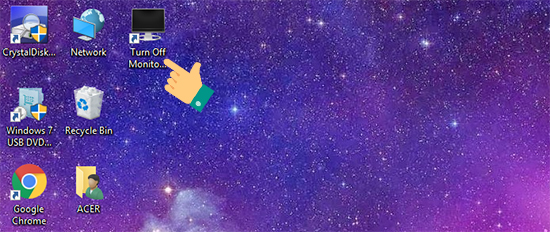 CrystalDisk...
Network
Turn Off
Monito...
Windows 7
USB DVD...
Recycle Bin
Google
Chrome
ACER